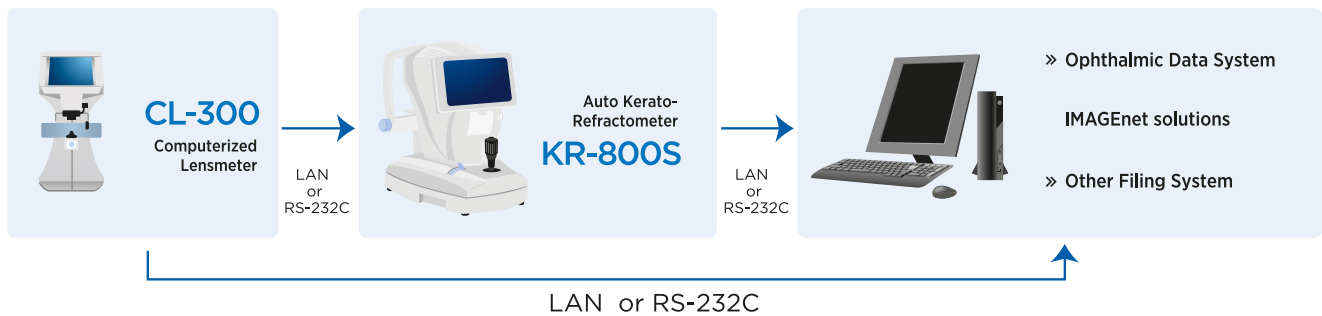 CL-300
Computerized
Lensmeter
LAN
or
RS-232C
Auto Kerato-
Refractometer
KR-800S
LAN
or
RS-232C
» Ophthalmic Data System
IMAGEnet solutions
» Other Filing System
LAN or RS-232C